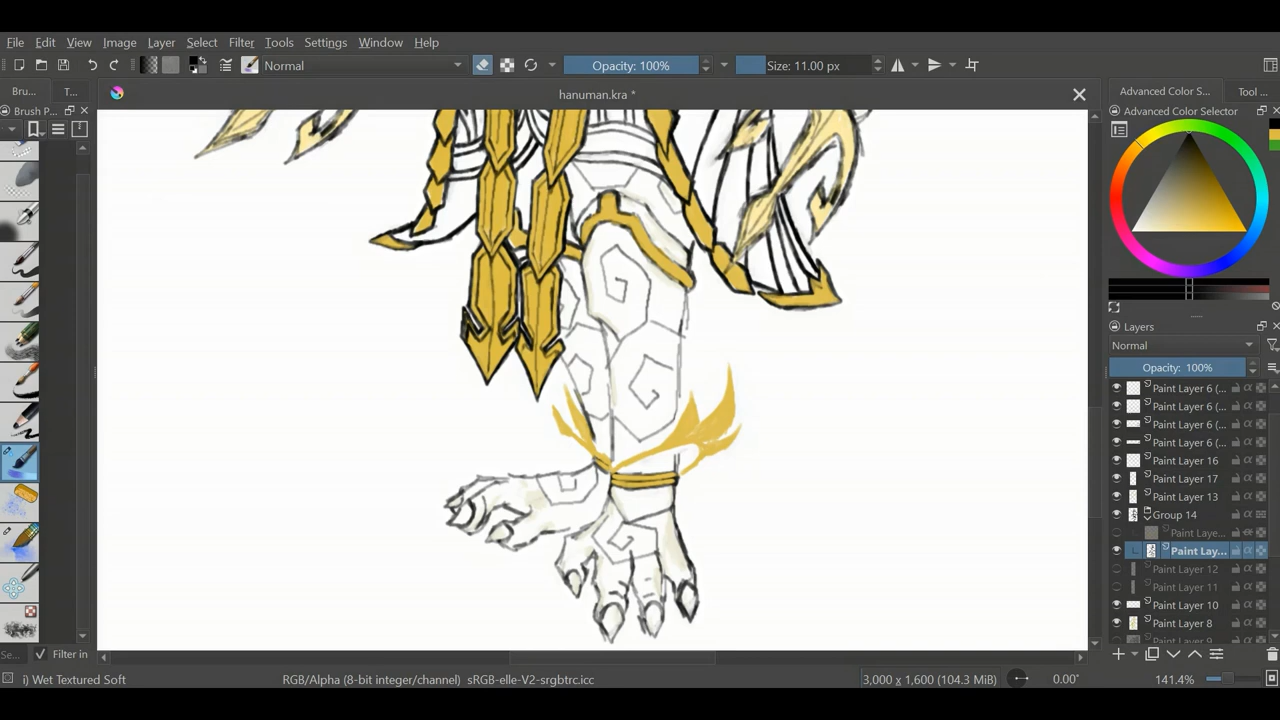 File Edit View Image Layer Select Filter Tools Settings Window Help
Normal
Opacity: 100%
Size: 11.00 px
Bru... T...
hanuman.kra *
Advanced Color S... Tool ...
Brush P...
Advanced Color Selector
Layers
Normal
Opacity: 100%
Paint Layer 6 (...
Paint Layer 6 (...
Paint Layer 6 (...
Paint Layer 6 (...
Paint Layer 16
Paint Layer 17
Paint Layer 13
Group 14
Paint Laye...
Paint Lay...
Paint Layer 12
Paint Layer 11
Paint Layer 10
Paint Layer 8
Paint Layer 9
Se... Filter in
i) Wet Textured Soft
RGB/Alpha (8-bit integer/channel) sRGB-elle-V2-srgbtrc.icc
3,000 x 1,600 (104.3 MiB)
0.00°
141.4%